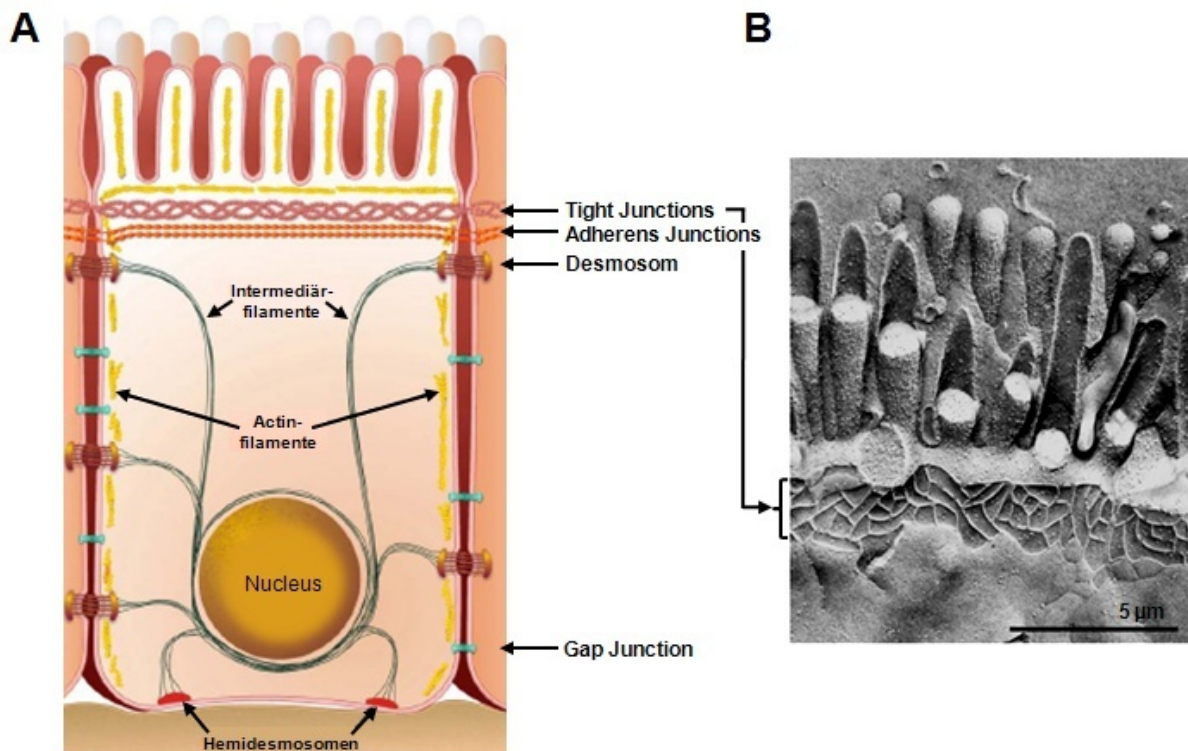 A
B
Tight Junctions
Adherens Junctions
Desmosom
Intermediär-
filamente
Actin-
filamente
Nucleus
5 µm
Gap Junction
Hemidesmosomen